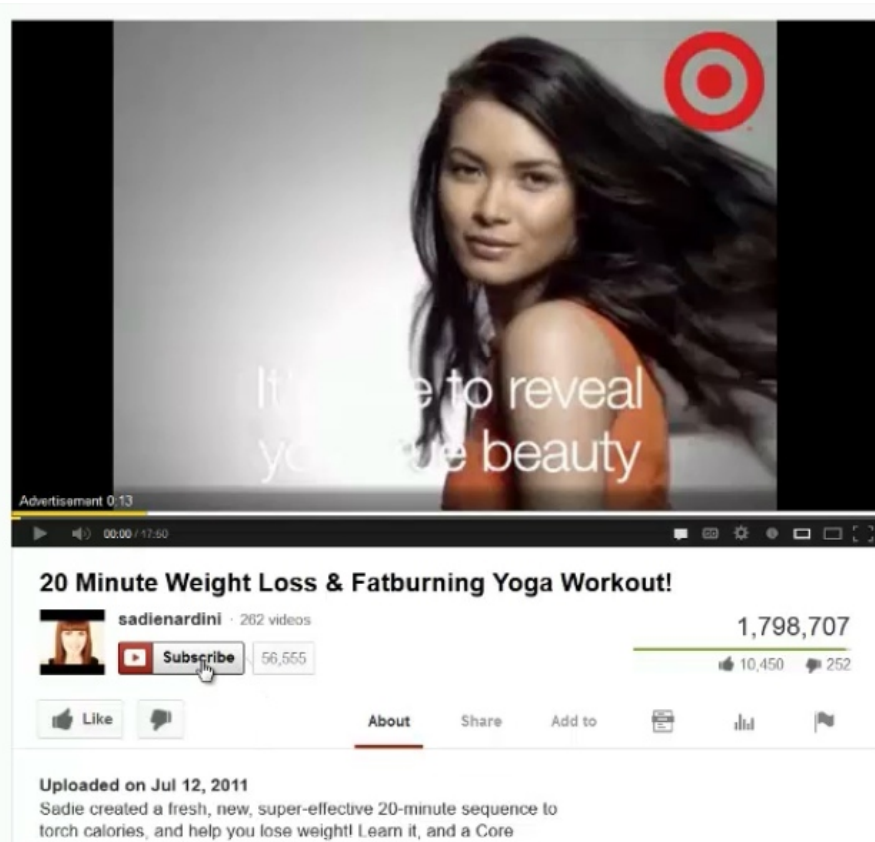 It's to reveal
beauty
Advertisement 0:13
00:00 / 17:50
20 Minute Weight Loss & Fatburning Yoga Workout!
sadienardini · 262 videos
1,798,707
Subscribe 56,555
10,450 252
Like
About Share Add to
Uploaded on Jul 12, 2011
Sadie created a fresh, new, super-effective 20-minute sequence to
torch calories, and help you lose weight! Learn it, and a Core